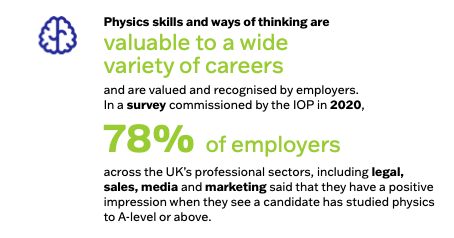 Physics skills and ways of thinking are
valuable to a wide
variety of careers
and are valued and recognised by employers.
In a survey commissioned by the IOP in 2020,
78% of employers
across the UK's professional sectors, including legal,
sales, media and marketing said that they have a positive
impression when they see a candidate has studied physics
to A-level or above.